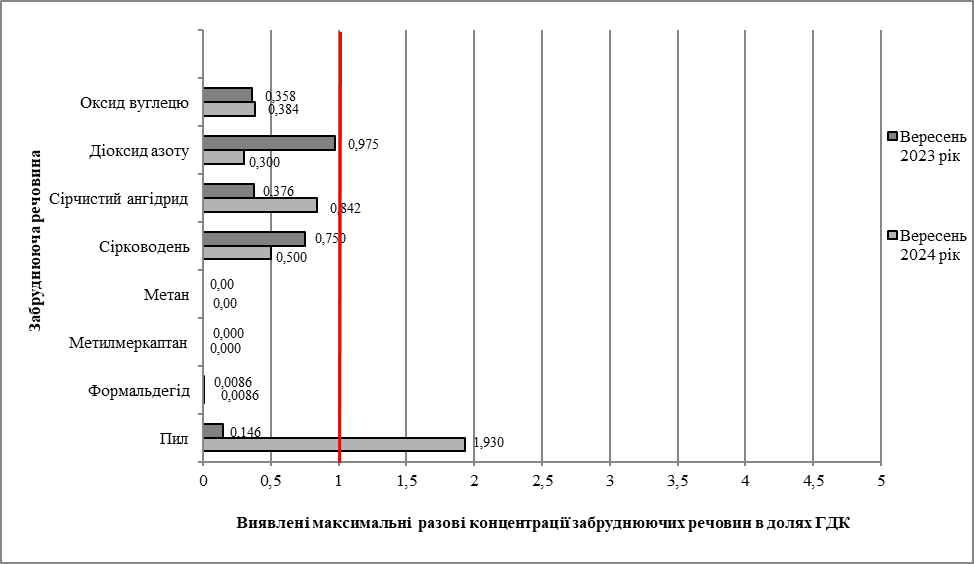 Забруднююча речовина
Оксид вуглецю
0,358
0,384
Діоксид азоту
0,975
0,300
Сірчистий ангідрид
0,376
0,842
Сірководень
0,750
0,500
Метан
0,00
0,00
Метилмеркаптан
0,000
0,000
Формальдегід
0,0086
0,0086
Пил
0,146
1,930
0 0,5 1 1,5 2 2,5 3 3,5 4 4,5 5
Виявлені максимальні разові концентрації забруднюючих речовин в долях ГДК
Вересень
2023 рік
Вересень
2024 рік